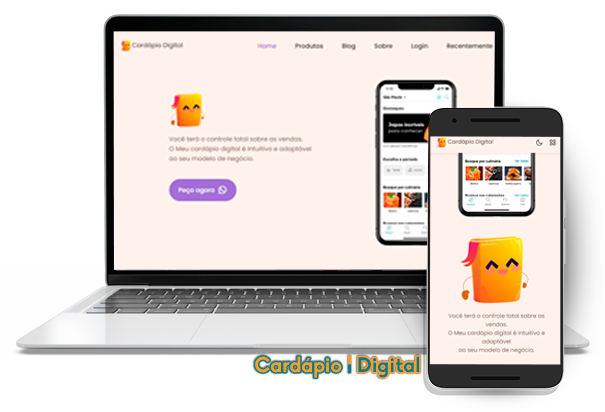 Cardápio Digital
Home Produtos Blog Sobre Login Recentemente
Você terá o controle total sobre as vendas.
O Meu cardápio digital é intuitivo e adaptável
ao seu modelo de negócio.
Peça agora
São Paulo
Destaques
Japas incríveis
para conhecer
Busque por culinária
Cardápio Digital
Busque por culinária
Você terá o controle total sobre as
vendas.
O Meu cardápio digital é intuitivo e
adaptável
ao seu modelo de negócio.
Cardápio | Digital